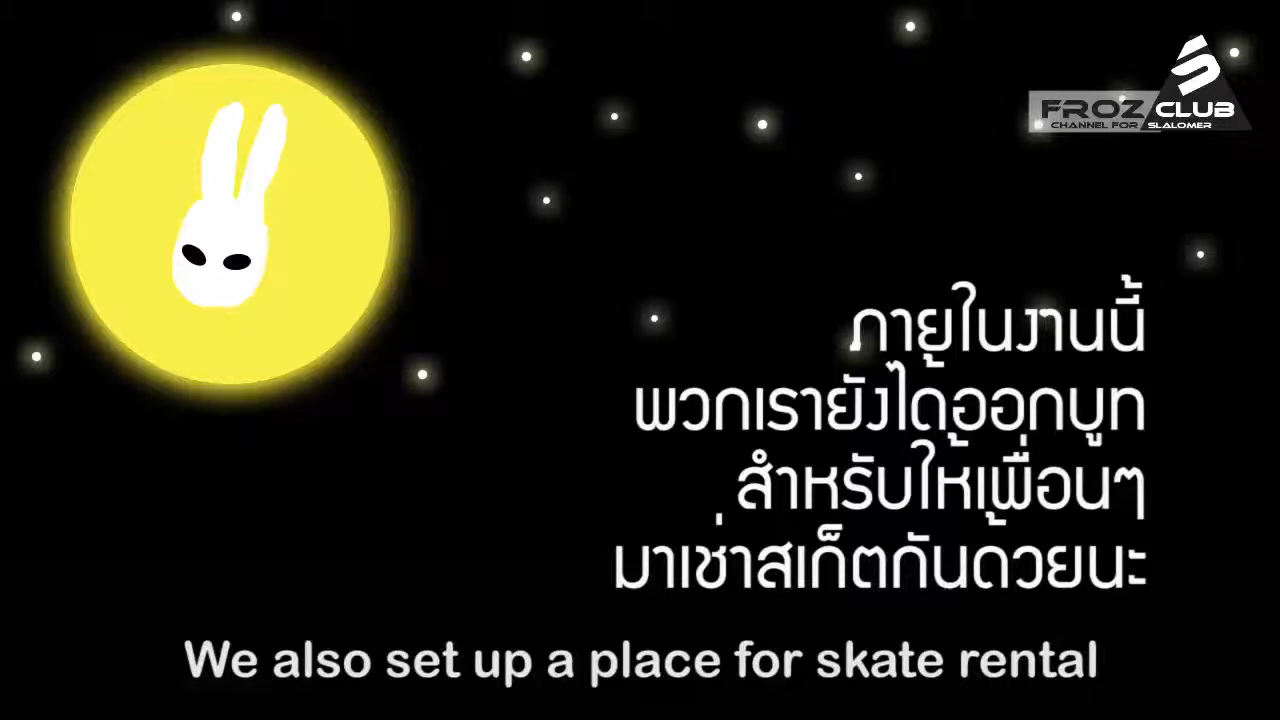 FROZ CLUB
CHANNEL FOR SLALOMER
ภายในงานนี้
พวกเรายังได้ออกบูท
สำหรับให้เพื่อนๆ
มาเช่าสเก็ตกันด้วยนะ
We also set up a place for skate rental